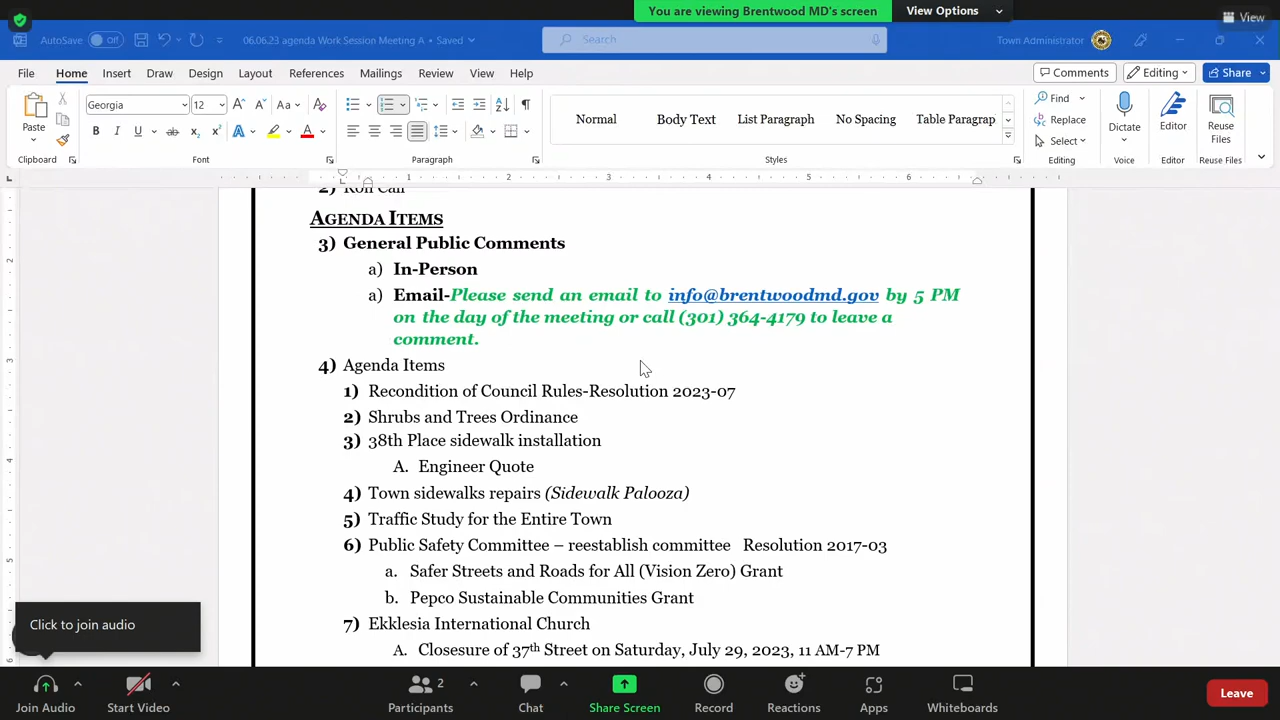 You are viewing Brentwood MD's screen
View Options
View
AutoSave Off
06.06.23 agenda Work Session Meeting A • Saved
Search
Town Administrator
File Home Insert Draw Design Layout References Mailings Review View Help
Comments Editing Share
Paste
Georgia 12
Normal Body Text List Paragraph No Spacing Table Paragrap
Find
Replace
Select
Dictate
Editor
Reuse
Files
Clipboard Font Paragraph Styles Editing Voice Editor Reuse Files
1 2 3 4 5 6
2) Roll Call
AGENDA ITEMS
3) General Public Comments
a) In-Person
a) Email-Please send an email to info@brentwoodmd.gov by 5 PM
on the day of the meeting or call (301) 364-4179 to leave a
comment.
4) Agenda Items
1) Recondition of Council Rules-Resolution 2023-07
2) Shrubs and Trees Ordinance
3) 38th Place sidewalk installation
A. Engineer Quote
4) Town sidewalks repairs (Sidewalk Palooza)
5) Traffic Study for the Entire Town
6) Public Safety Committee – reestablish committee Resolution 2017-03
a. Safer Streets and Roads for All (Vision Zero) Grant
b. Pepco Sustainable Communities Grant
7) Ekklesia International Church
A. Closesure of 37th Street on Saturday, July 29, 2023, 11 AM-7 PM
Click to join audio
Join Audio
Start Video
Participants 2
Chat
Share Screen
Record
Reactions
Apps
Whiteboards
Leave